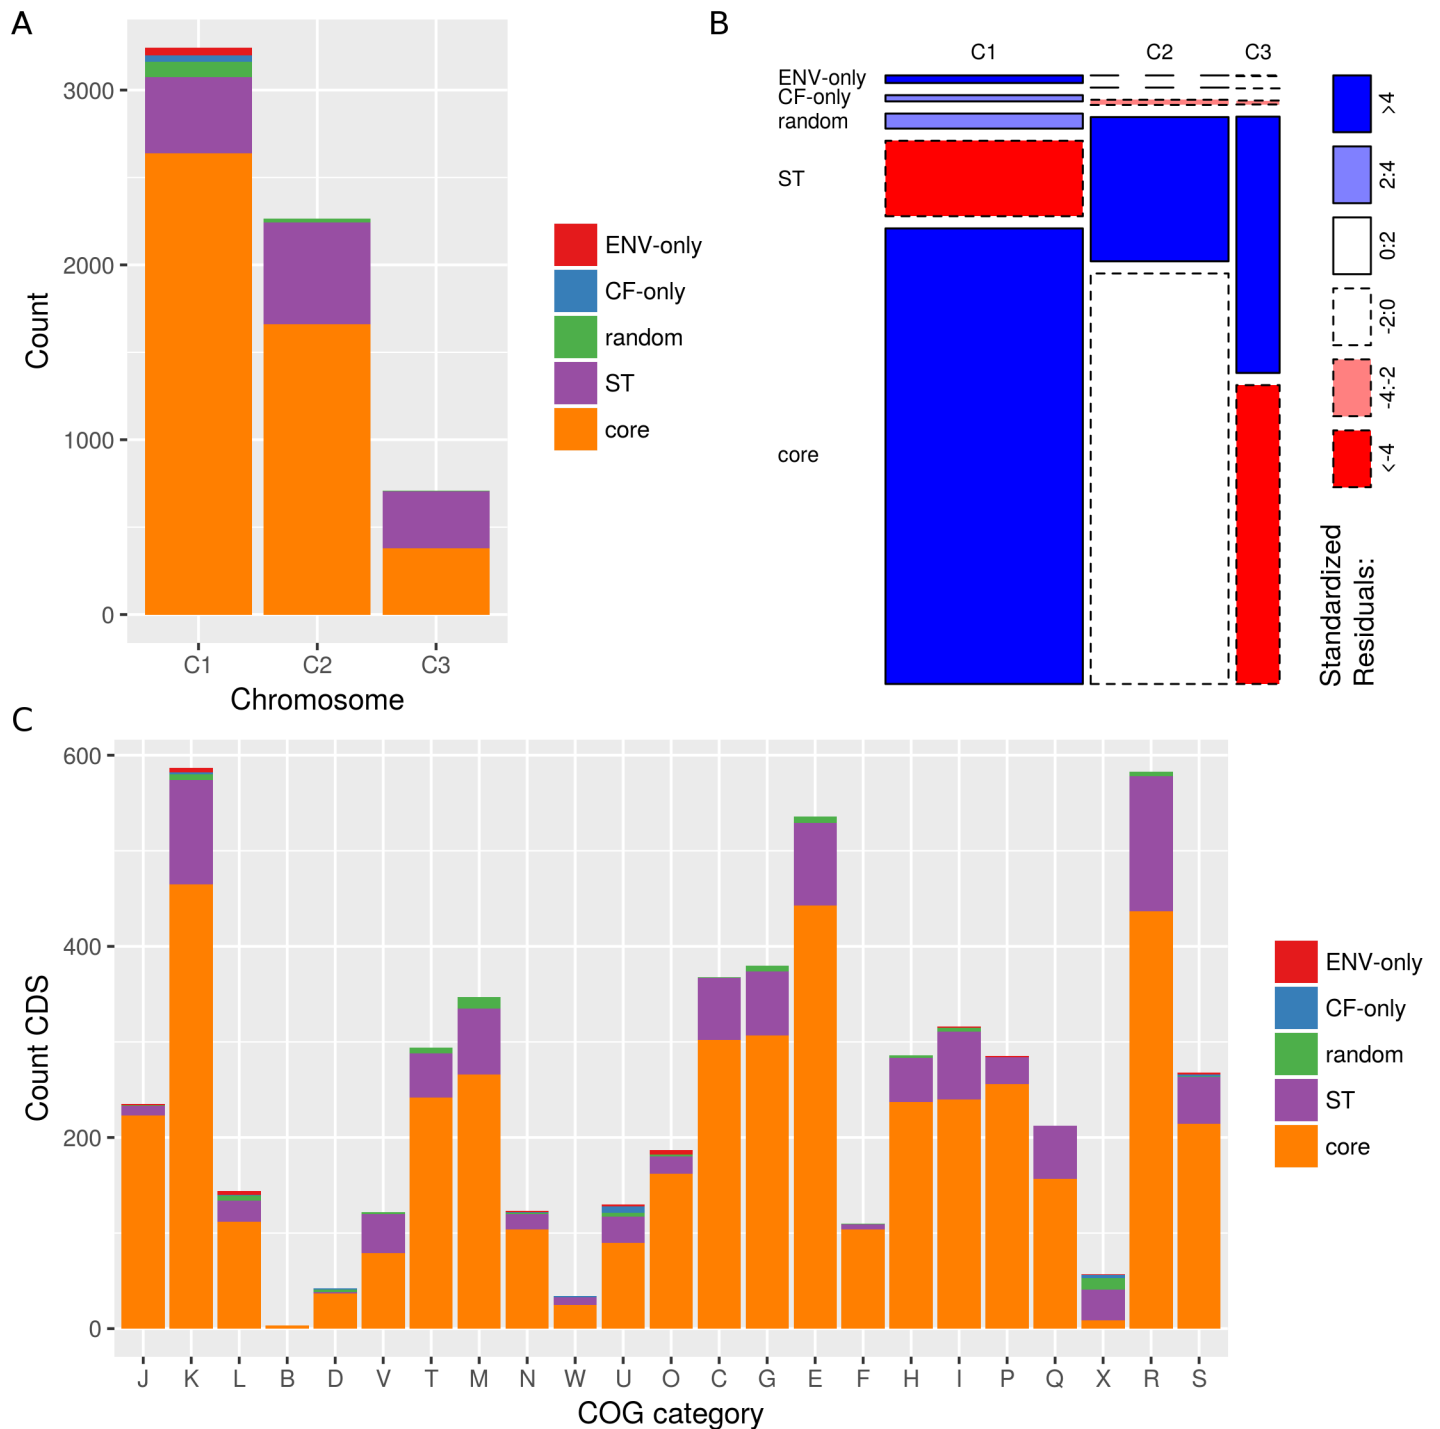 A
3000
2000
1000
0
Count
C1 C2 C3
Chromosome
ENV-only
CF-only
random
ST
core
B
C1 C2 C3
ENV-only
CF-only
random
ST
core
>4
2:4
0:2
-2:0
-4:-2
<-4
Standardized
Residuals:
C
600
400
200
0
Count CDS
J K L B D V T M N W U O C G E F H I P Q X R S
COG category
ENV-only
CF-only
random
ST
core